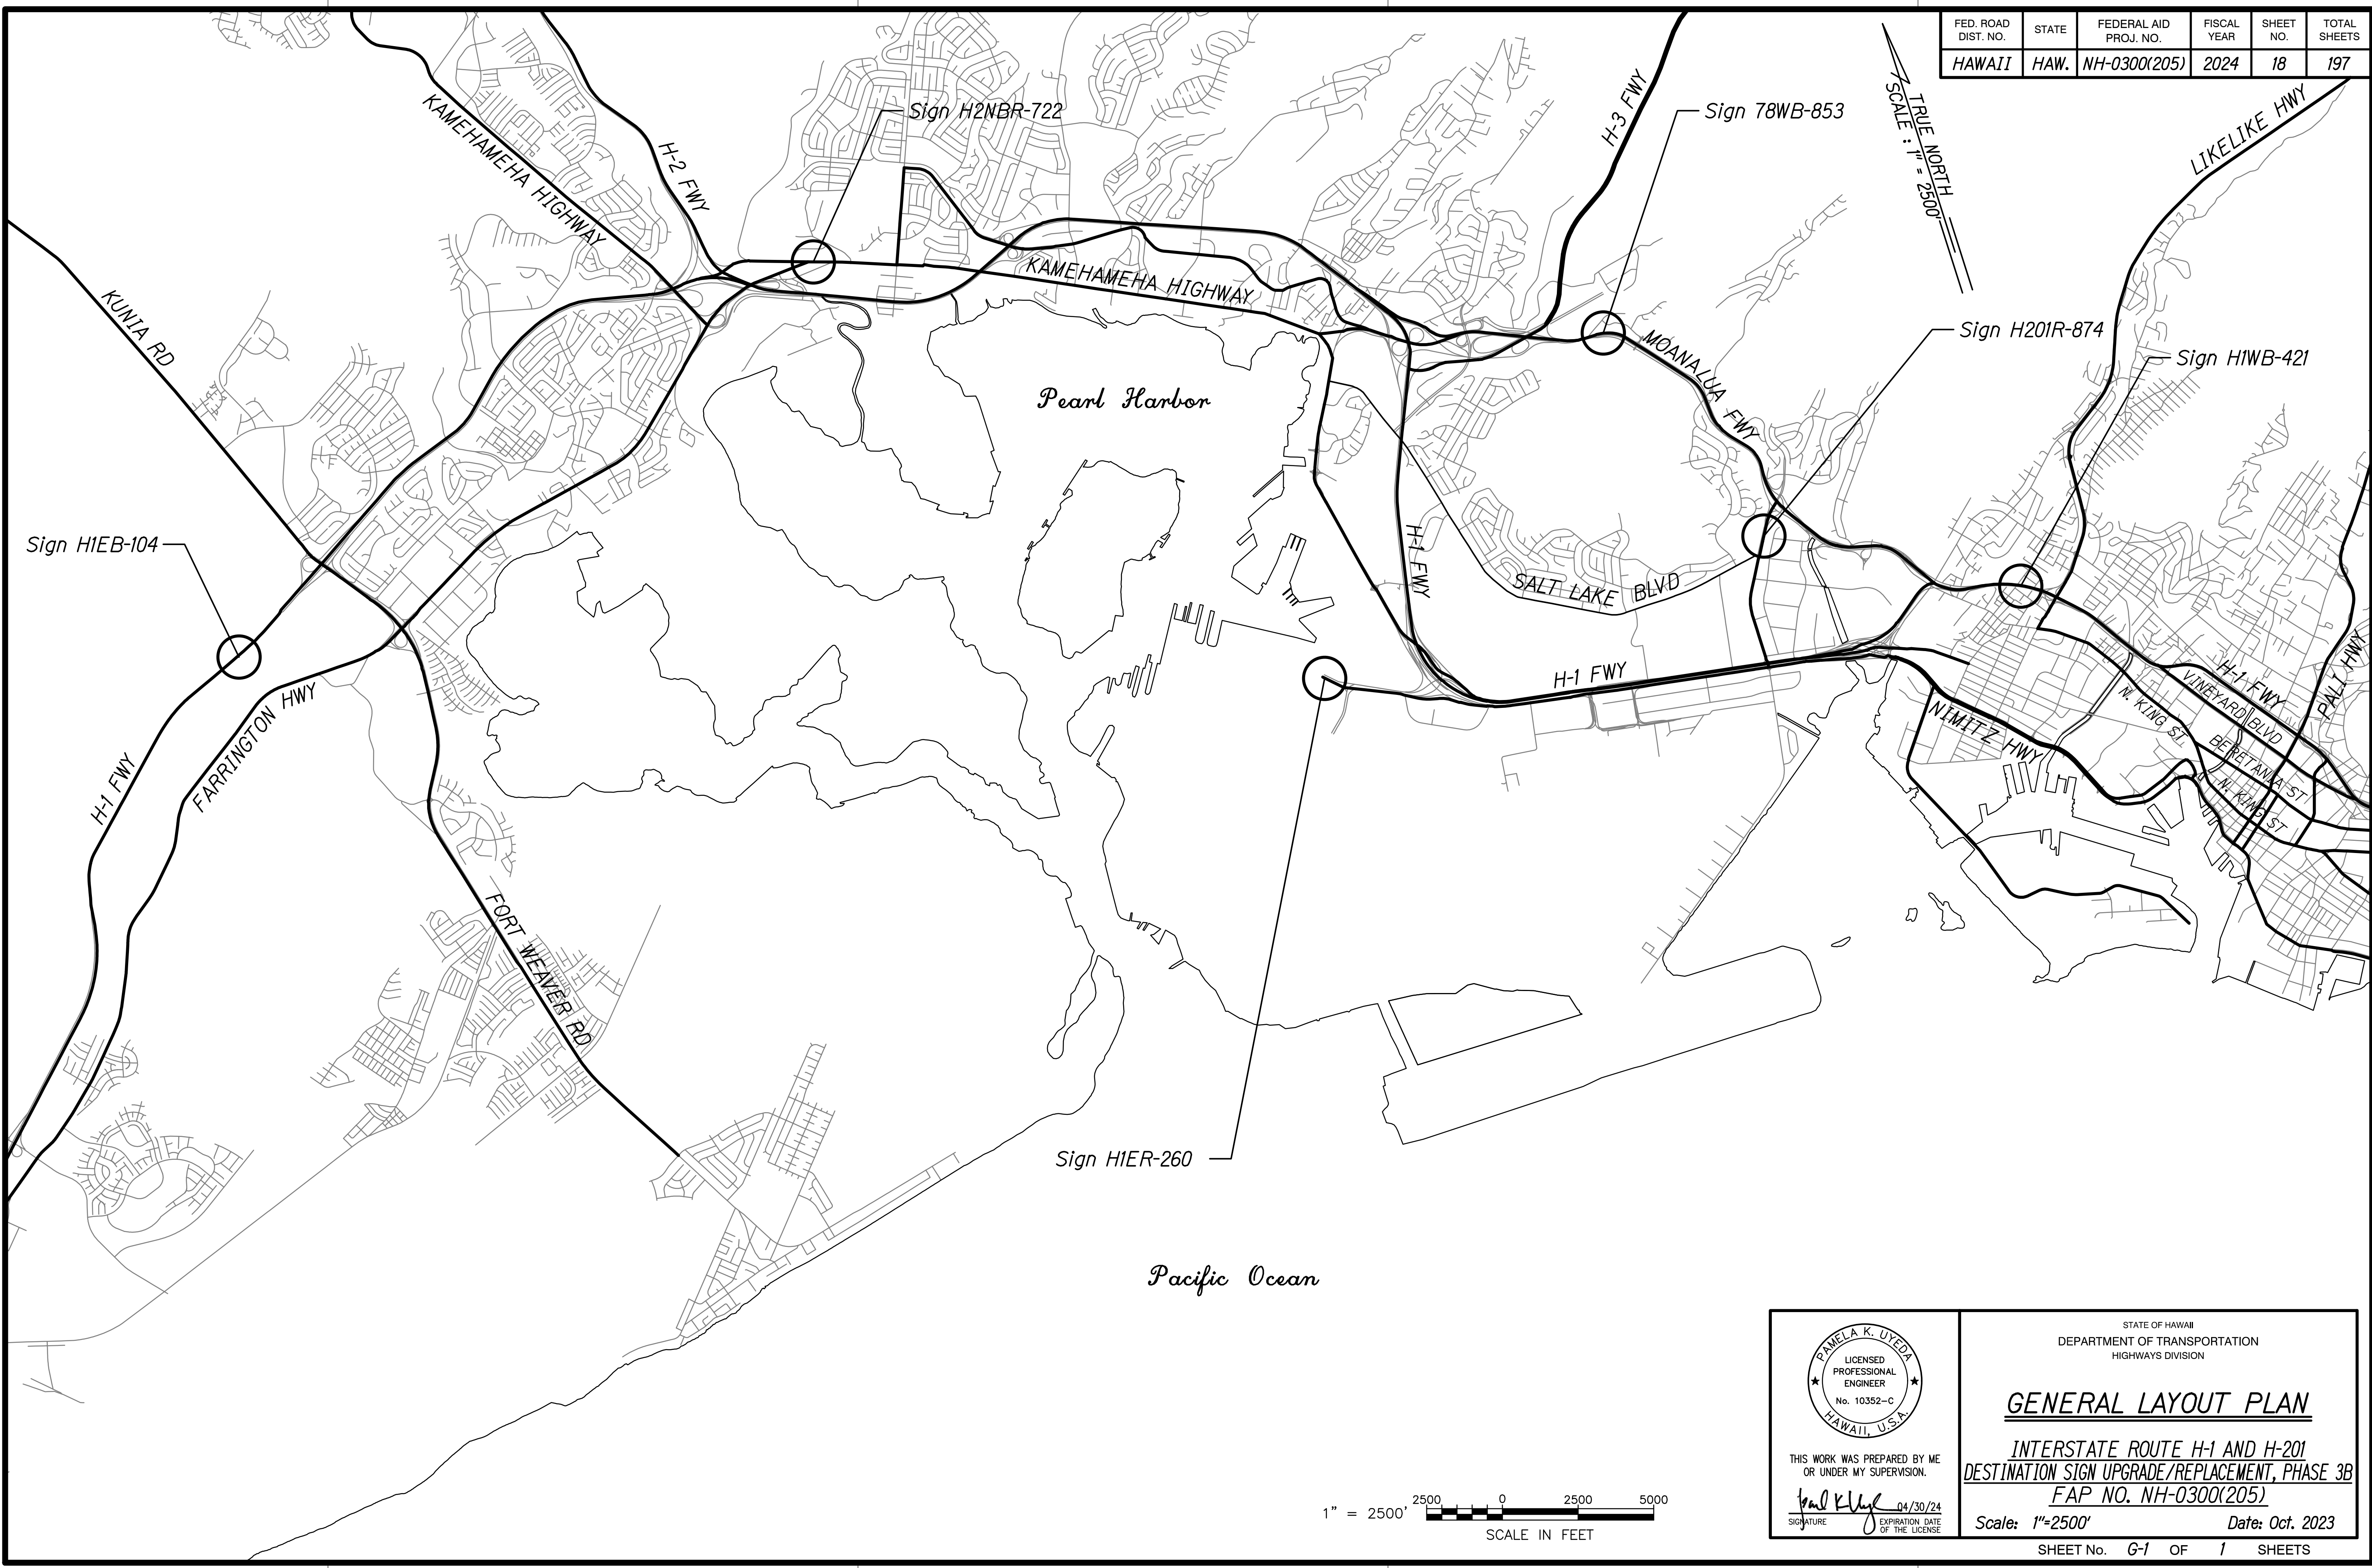 FED. ROAD DIST. NO.
STATE
FEDERAL AID PROJ. NO.
FISCAL YEAR
SHEET NO.
TOTAL SHEETS
HAWAII
HAW.
NH-0300(205)
2024
18
197
TRUE NORTH
SCALE : 1" = 2500'
LIKELIKE HWY
H-3 FWY
Sign 78WB-853
Sign H2NBR-722
KAMEHAMEHA HIGHWAY
H-2 FWY
KUNIA RD
KAMEHAMEHA HIGHWAY
MOANALUA FWY
Sign H201R-874
Sign H1WB-421
Pearl Harbor
Sign H1EB-104
H-1 FWY
SALT LAKE BLVD
H-1 FWY
H-1 FWY
VINEYARD BLVD
PALI HWY
N. KING ST
NIMITZ HWY
BERETANIA ST
N. KING ST
H-1 FWY
FARRINGTON HWY
FORT WEAVER RD
Sign H1ER-260
Pacific Ocean
1" = 2500'
2500
0
2500
5000
SCALE IN FEET
PAMELA K. UYEDA
LICENSED
PROFESSIONAL
ENGINEER
No. 10352-C
HAWAII, U.S.A.
THIS WORK WAS PREPARED BY ME
OR UNDER MY SUPERVISION.
04/30/24
SIGNATURE
EXPIRATION DATE
OF THE LICENSE
STATE OF HAWAII
DEPARTMENT OF TRANSPORTATION
HIGHWAYS DIVISION
GENERAL LAYOUT PLAN
INTERSTATE ROUTE H-1 AND H-201
DESTINATION SIGN UPGRADE/REPLACEMENT, PHASE 3B
FAP NO. NH-0300(205)
Scale: 1"=2500'
Date: Oct. 2023
SHEET No. G-1 OF 1 SHEETS